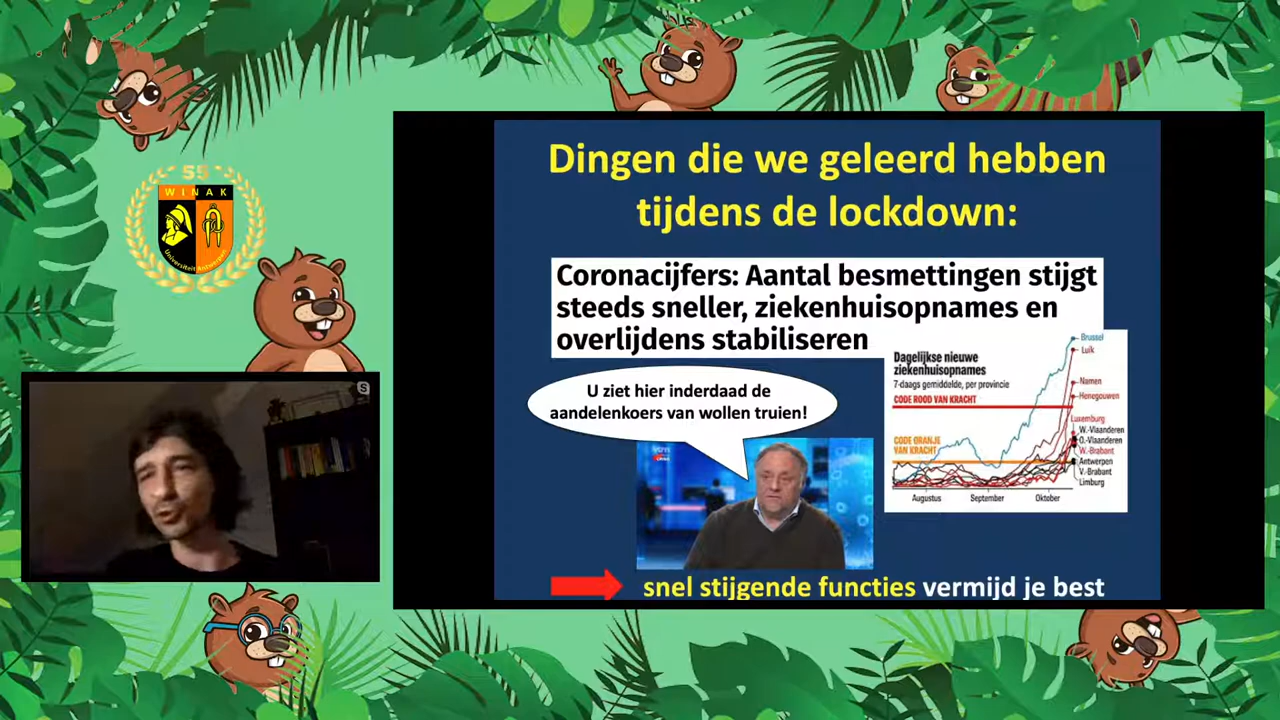 55
WINAK
Universiteit Antwerpen
S
Dingen die we geleerd hebben
tijdens de lockdown:
Coronacijfers: Aantal besmettingen stijgt
steeds sneller, ziekenhuisopnames en
overlijdens stabiliseren
Dagelijkse nieuwe
ziekenhuisopnames
7-daags gemiddelde, per provincie
CODE ROOD VAN KRACHT
CODE ORANJE
VAN KRACHT
Brussel
Luik
Namen
Henegouwen
Luxemburg
W.-Vlaanderen
O.-Vlaanderen
W.-Brabant
Antwerpen
V.-Brabant
Limburg
Augustus September Oktober
U ziet hier inderdaad de
aandelenkoers van wollen truien!
snel stijgende functies vermijd je best